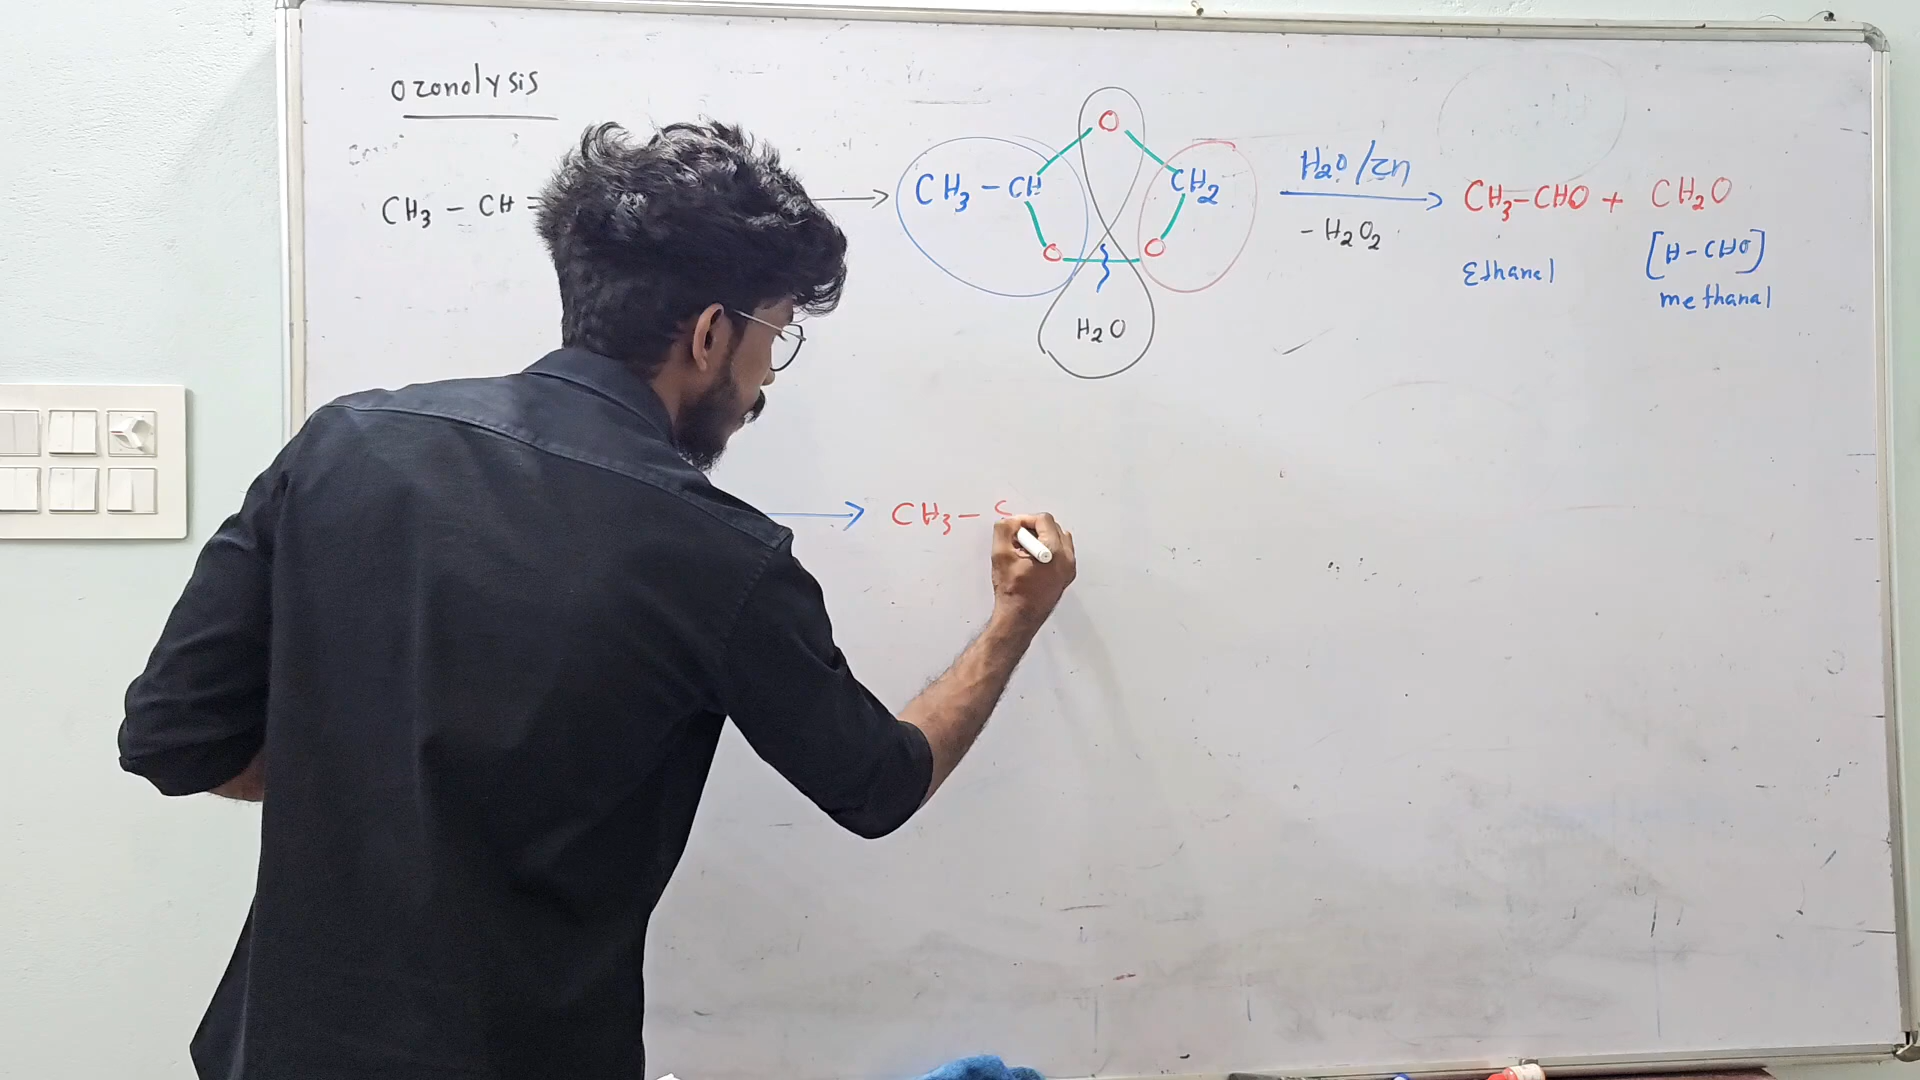 ozonolysis
CH3 – CH =
→
CH3 – CH
O
CH2
O
O
H2O
H2O/Zn
→
– H2O2
CH3–CHO + CH2O
Ethanal
[H–CHO]
methanal
→ CH3 –